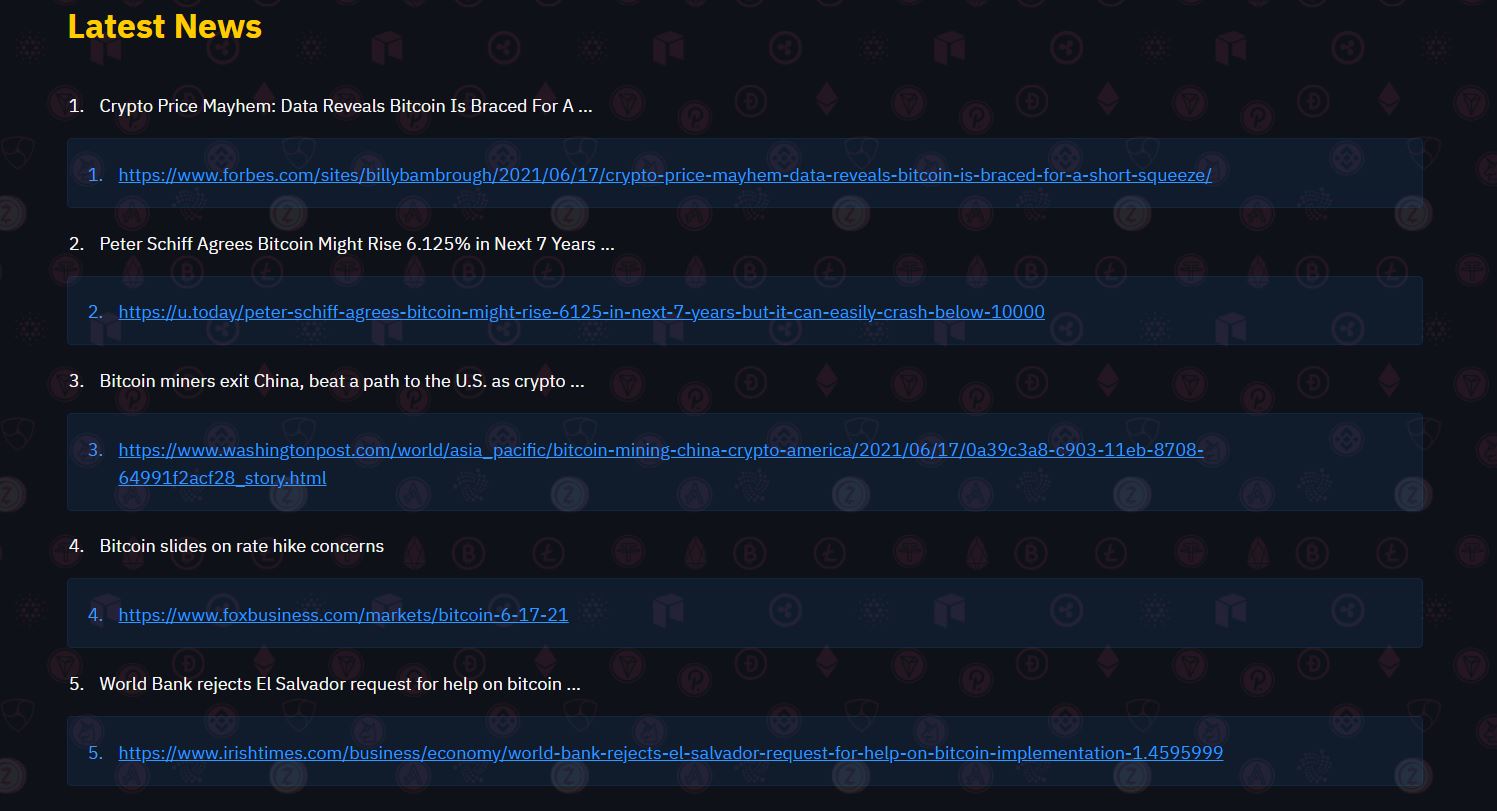 Latest News
1. Crypto Price Mayhem: Data Reveals Bitcoin Is Braced For A ...
1. https://www.forbes.com/sites/billybambrough/2021/06/17/crypto-price-mayhem-data-reveals-bitcoin-is-braced-for-a-short-squeeze/
2. Peter Schiff Agrees Bitcoin Might Rise 6.125% in Next 7 Years ...
2. https://u.today/peter-schiff-agrees-bitcoin-might-rise-6125-in-next-7-years-but-it-can-easily-crash-below-10000
3. Bitcoin miners exit China, beat a path to the U.S. as crypto ...
3. https://www.washingtonpost.com/world/asia_pacific/bitcoin-mining-china-crypto-america/2021/06/17/0a39c3a8-c903-11eb-8708-
64991f2acf28_story.html
4. Bitcoin slides on rate hike concerns
4. https://www.foxbusiness.com/markets/bitcoin-6-17-21
5. World Bank rejects El Salvador request for help on bitcoin ...
5. https://www.irishtimes.com/business/economy/world-bank-rejects-el-salvador-request-for-help-on-bitcoin-implementation-1.4595999